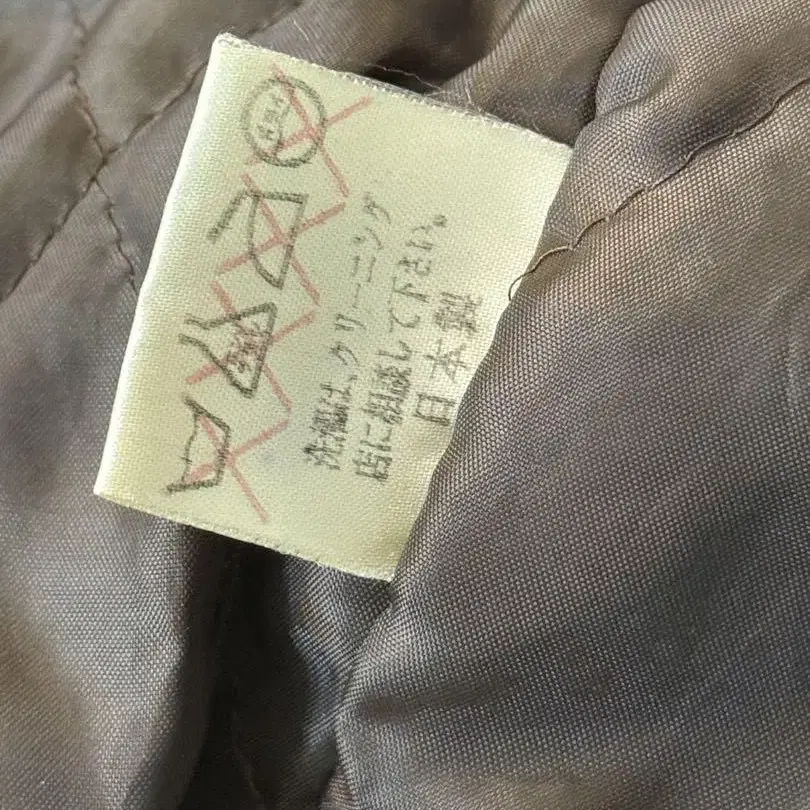 洗濯は、クリーニング
店に相談して下さい。
日本製